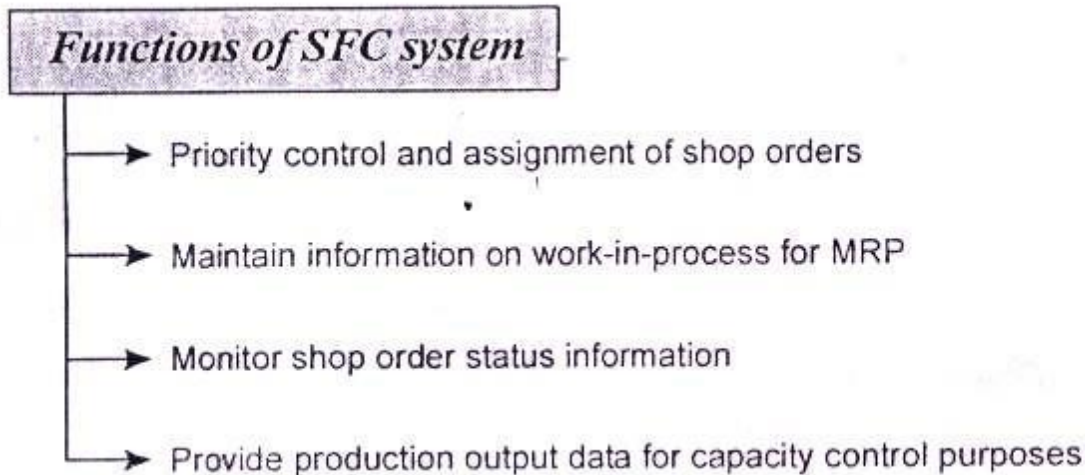 Functions of SFC system
Priority control and assignment of shop orders
Maintain information on work-in-process for MRP
Monitor shop order status information
Provide production output data for capacity control purposes